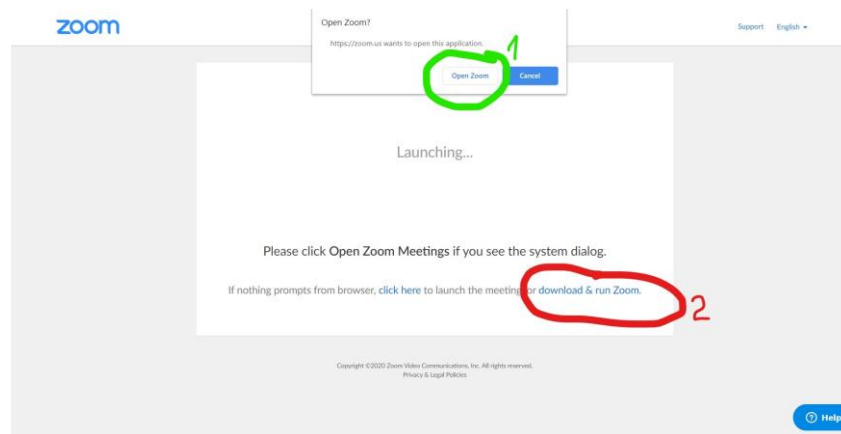 zoom
Support English
Open Zoom?
https://zoom.us wants to open this application.
1
Open Zoom Cancel
Launching...
Please click Open Zoom Meetings if you see the system dialog.
If nothing prompts from browser, click here to launch the meeting, or download & run Zoom.
2
Copyright ©2020 Zoom Video Communications, Inc. All rights reserved.
Privacy & Legal Policies
? Help